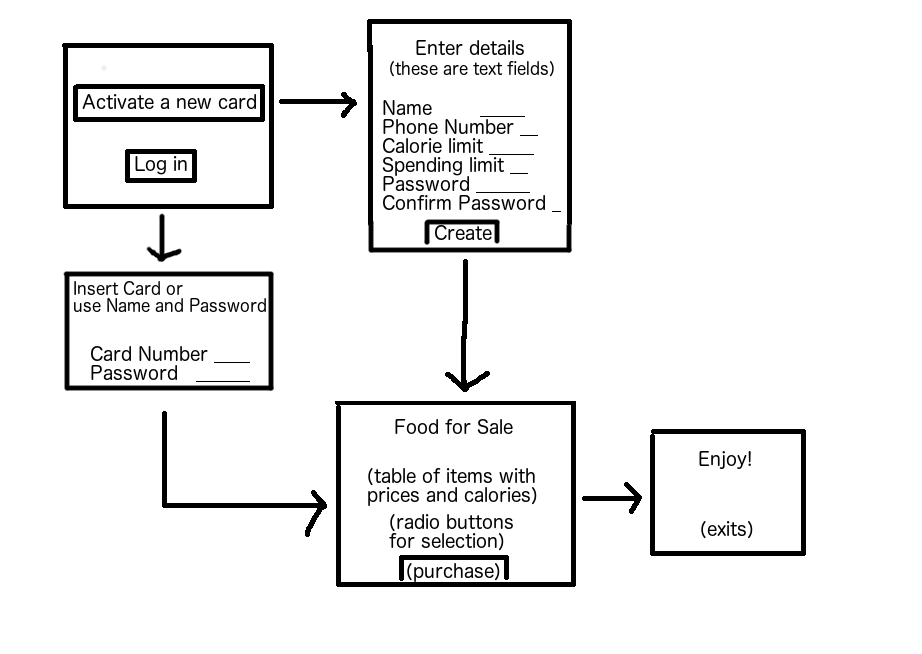 Activate a new card
Log in
Enter details
(these are text fields)
Name _____
Phone Number __
Calorie limit _____
Spending limit __
Password ______
Confirm Password _
Create
Insert Card or
use Name and Password
Card Number ____
Password ______
Food for Sale
(table of items with
prices and calories)
(radio buttons
for selection)
(purchase)
Enjoy!
(exits)